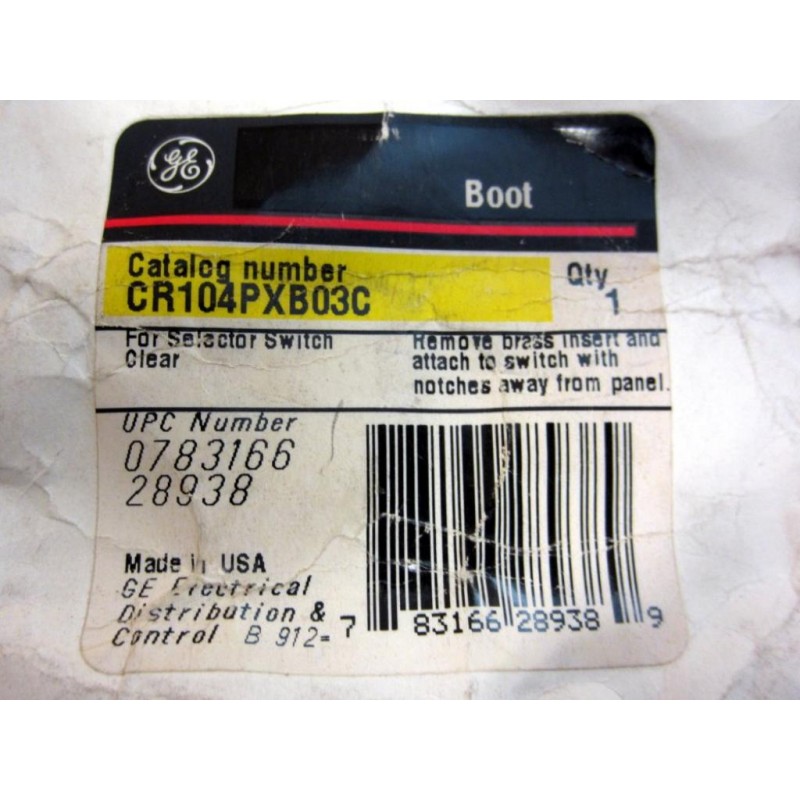 GE
Boot
Catalog number
CR104PXB03C
Qty
1
For Selector Switch
Clear
Remove brass insert and
attach to switch with
notches away from panel.
UPC Number
0783166
28938
Made in USA
GE Electrical
Distribution &
Control B 912=
7 83166 28938 9